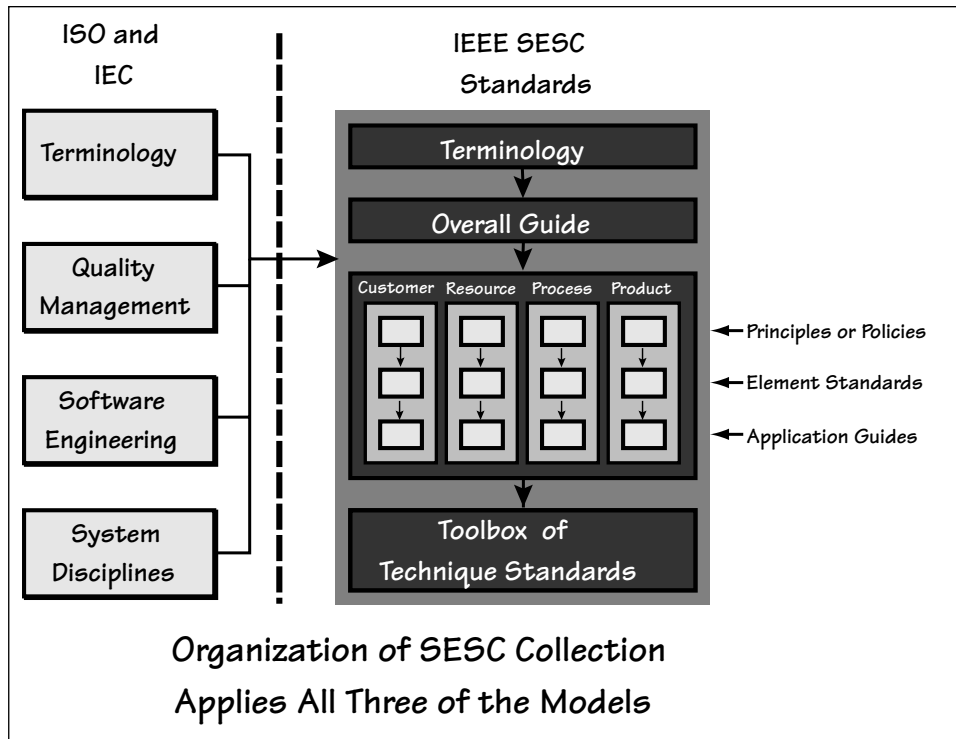 ISO and
IEC
IEEE SESC
Standards
Terminology
Quality
Management
Software
Engineering
System
Disciplines
Terminology
Overall Guide
Customer
Resource
Process
Product
Principles or Policies
Element Standards
Application Guides
Toolbox of
Technique Standards
Organization of SESC Collection
Applies All Three of the Models